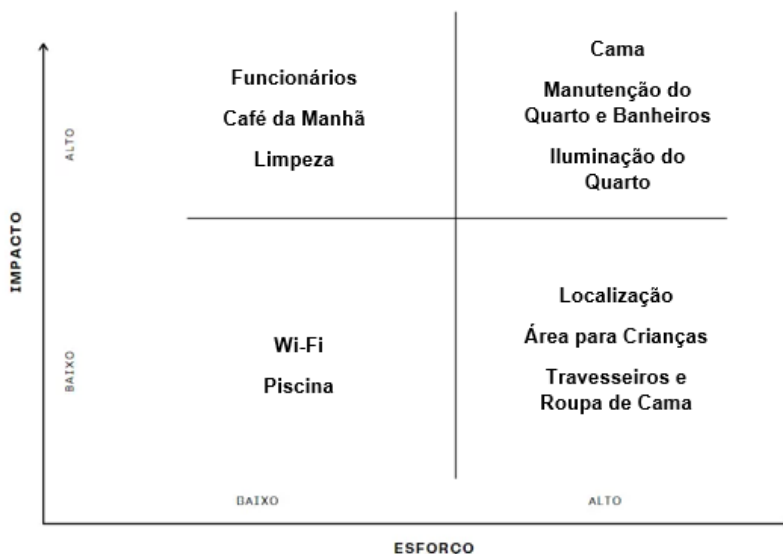 Funcionários
Café da Manhã
Limpeza
Cama
Manutenção do
Quarto e Banheiros
Iluminação do
Quarto
Wi-Fi
Piscina
Localização
Área para Crianças
Travesseiros e
Roupa de Cama
IMPACTO
ALTO
BAIXO
BAIXO
ALTO
ESFORCO